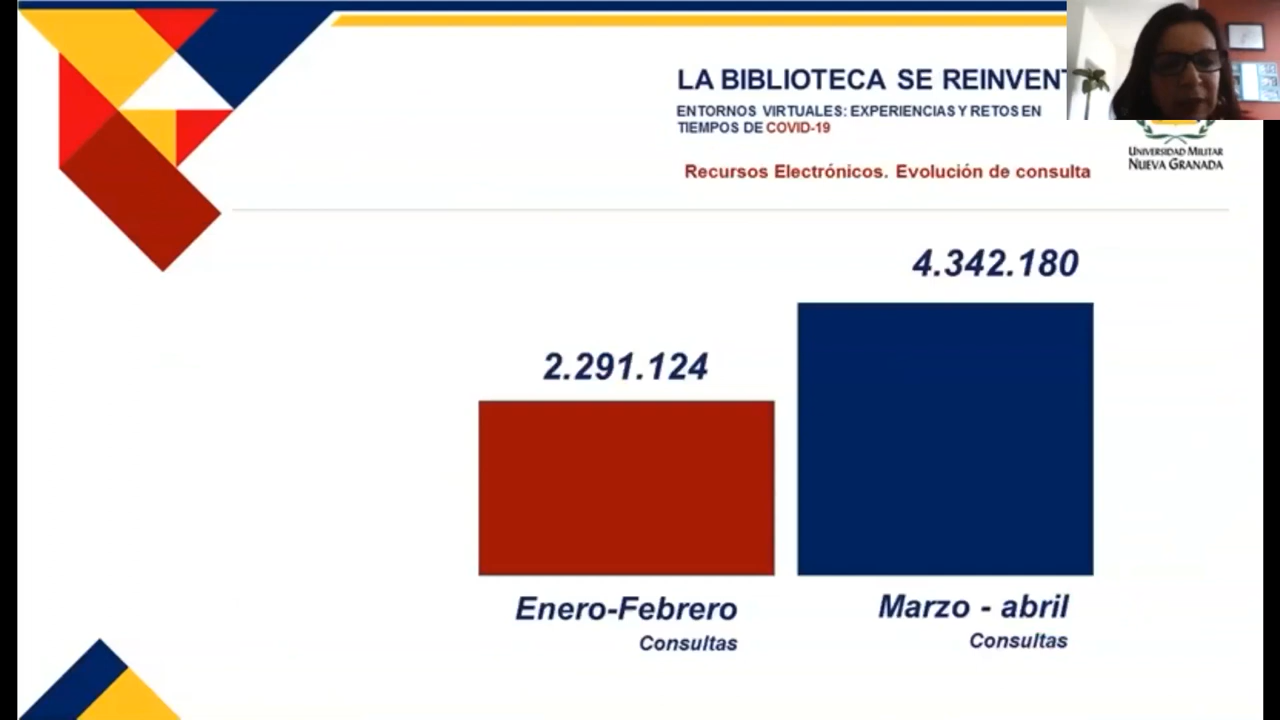 LA BIBLIOTECA SE REINVENT
ENTORNOS VIRTUALES: EXPERIENCIAS Y RETOS EN
TIEMPOS DE COVID-19
UNIVERSIDAD MILITAR
NUEVA GRANADA
Recursos Electrónicos. Evolución de consulta
4.342.180
2.291.124
Enero-Febrero
Consultas
Marzo - abril
Consultas